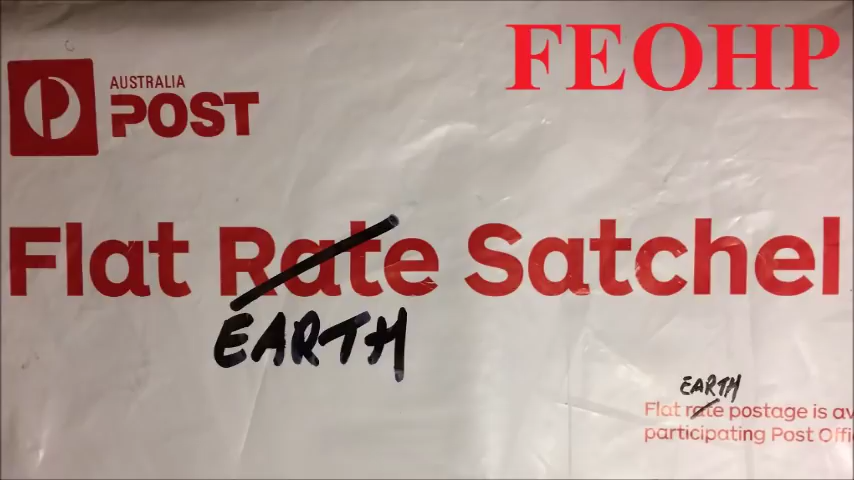 FEOHP
AUSTRALIA
POST
Flat Rate Satchel
EARTH
EARTH
Flat rate postage is av
participating Post Offi